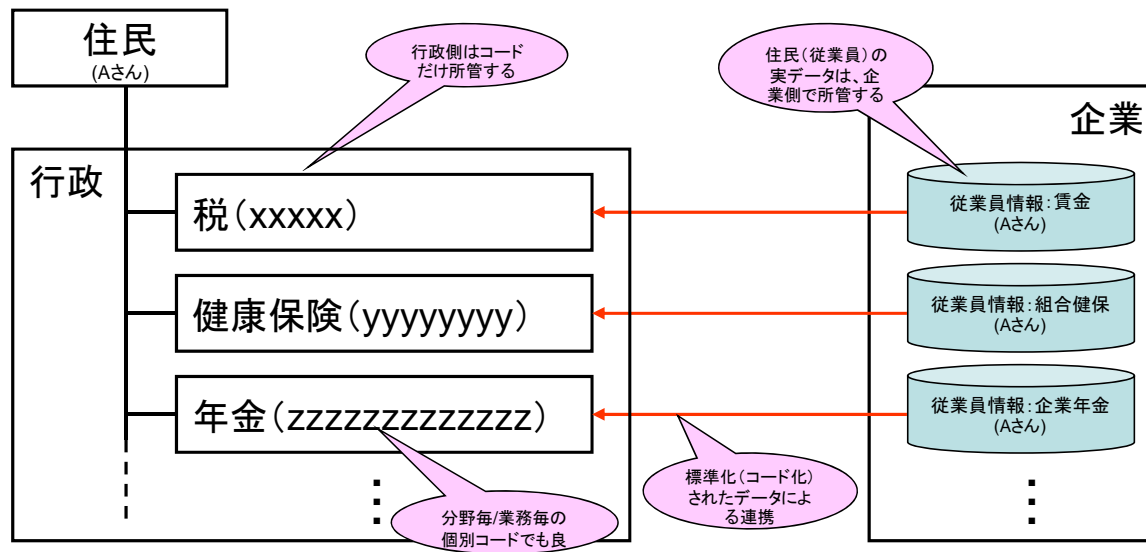 住民
(Aさん)
行政側はコード
だけ所管する
住民(従業員)の
実データは、企
業側で所管する
企業
行政
税(xxxxx)
従業員情報:賃金
(Aさん)
健康保険(yyyyyyyy)
従業員情報:組合健保
(Aさん)
年金(zzzzzzzzzzzzz)
従業員情報:企業年金
(Aさん)
標準化(コード化)
されたデータによ
る連携
分野毎/業務毎の
個別コードでも良